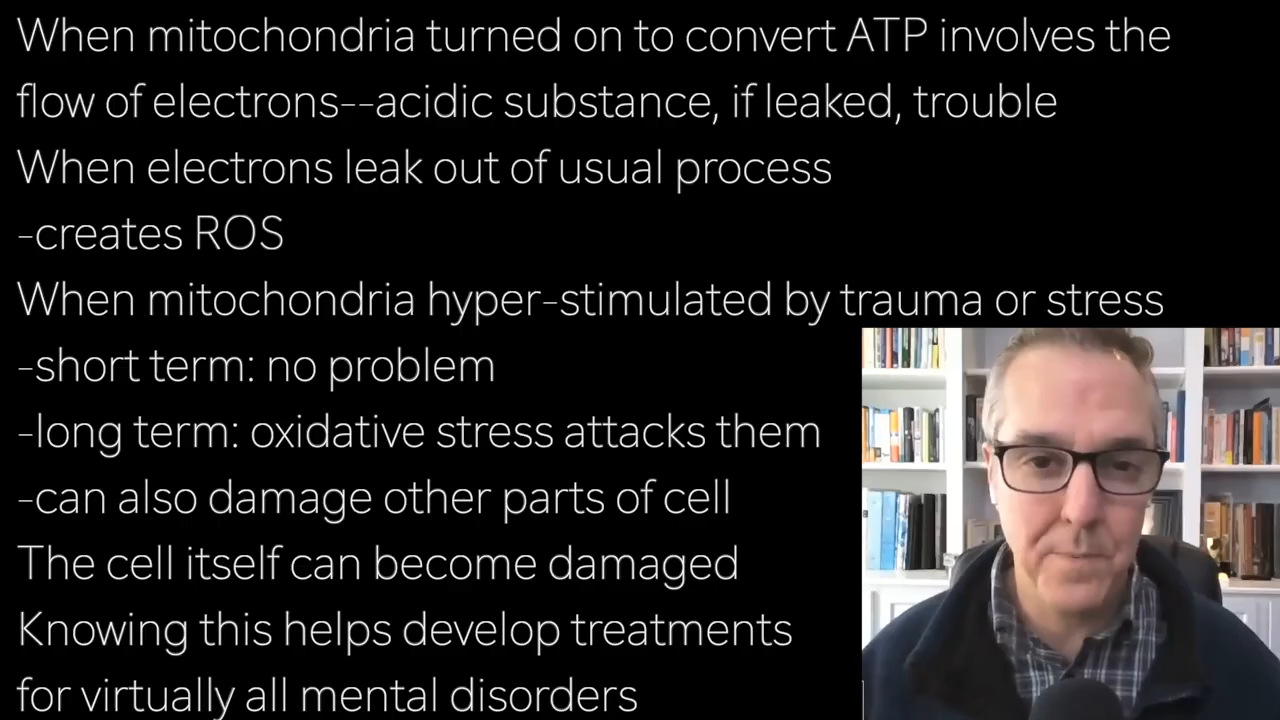 When mitochondria turned on to convert ATP involves the
flow of electrons--acidic substance, if leaked, trouble
When electrons leak out of usual process
-creates ROS
When mitochondria hyper-stimulated by trauma or stress
-short term: no problem
-long term: oxidative stress attacks them
-can also damage other parts of cell
The cell itself can become damaged
Knowing this helps develop treatments
for virtually all mental disorders